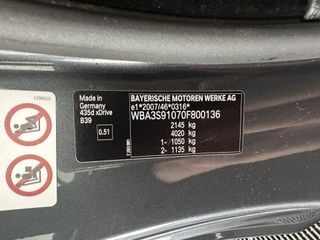 Made in
Germany
435d xDrive
B39
0.51
BAYERISCHE MOTOREN WERKE AG
e1*2007/46*0316*
WBA3S91070F800136
2145 kg
4020 kg
1- 1050 kg
2- 1135 kg